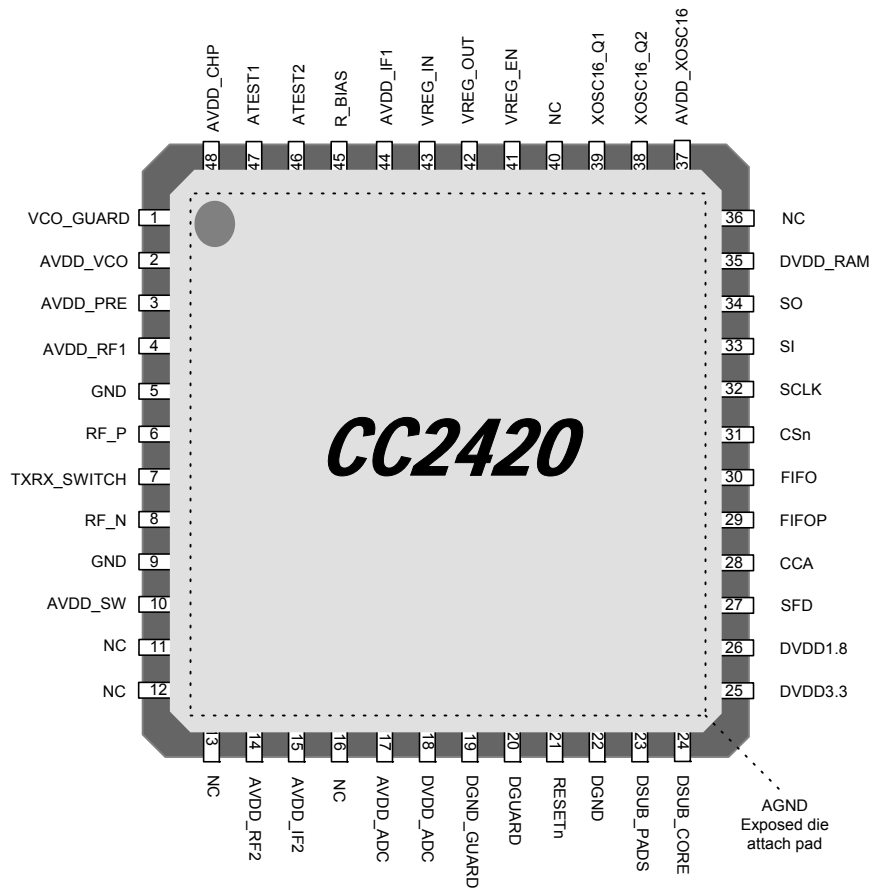 AVDD_CHP
ATEST1
ATEST2
R_BIAS
AVDD_IF1
VREG_IN
VREG_OUT
VREG_EN
NC
XOSC16_Q1
XOSC16_Q2
AVDD_XOSC16
48
47
46
45
44
43
42
41
40
39
38
37
VCO_GUARD 1
AVDD_VCO 2
AVDD_PRE 3
AVDD_RF1 4
GND 5
RF_P 6
TXRX_SWITCH 7
RF_N 8
GND 9
AVDD_SW 10
NC 11
NC 12
CC2420
36 NC
35 DVDD_RAM
34 SO
33 SI
32 SCLK
31 CSn
30 FIFO
29 FIFOP
28 CCA
27 SFD
26 DVDD1.8
25 DVDD3.3
13
14
15
16
17
18
19
20
21
22
23
24
NC
AVDD_RF2
AVDD_IF2
NC
AVDD_ADC
DVDD_ADC
DGND_GUARD
DGUARD
RESETn
DGND
DSUB_PADS
DSUB_CORE
AGND
Exposed die
attach pad